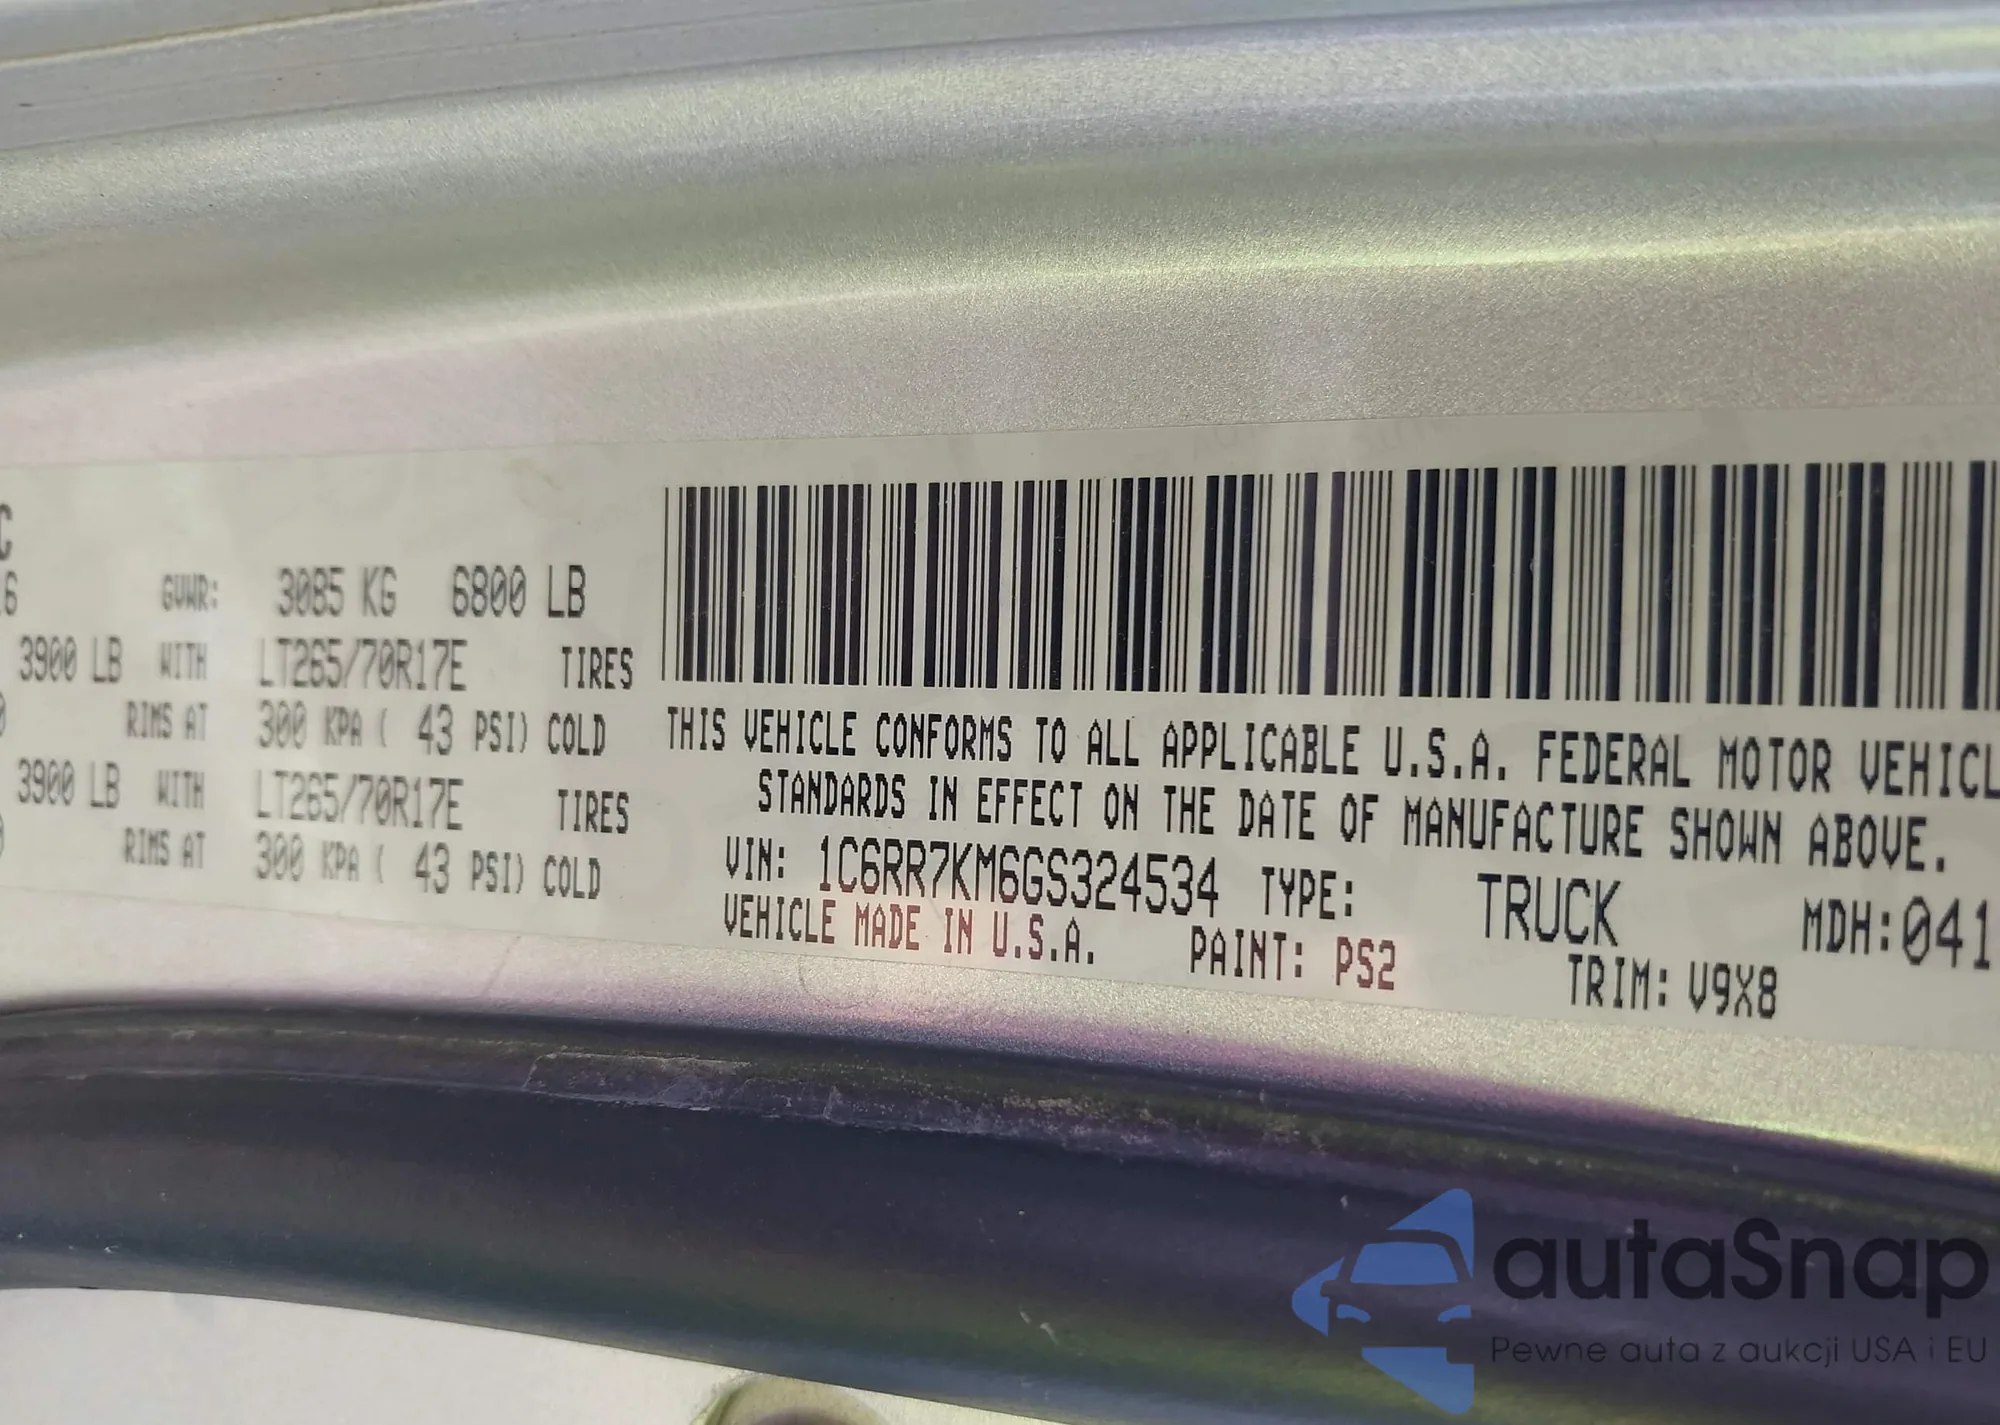 C
16
GVWR: 3085 KG 6800 LB
3900 LB WITH LT265/70R17E TIRES
RIMS AT 300 KPA ( 43 PSI) COLD
3900 LB WITH LT265/70R17E TIRES
RIMS AT 300 KPA ( 43 PSI) COLD
THIS VEHICLE CONFORMS TO ALL APPLICABLE U.S.A. FEDERAL MOTOR VEHICL
STANDARDS IN EFFECT ON THE DATE OF MANUFACTURE SHOWN ABOVE.
VIN: 1C6RR7KM6GS324534 TYPE: TRUCK MDH:041
VEHICLE MADE IN U.S.A. PAINT: PS2 TRIM: V9X8
autaSnap
Pewne auta z aukcji USA i EU